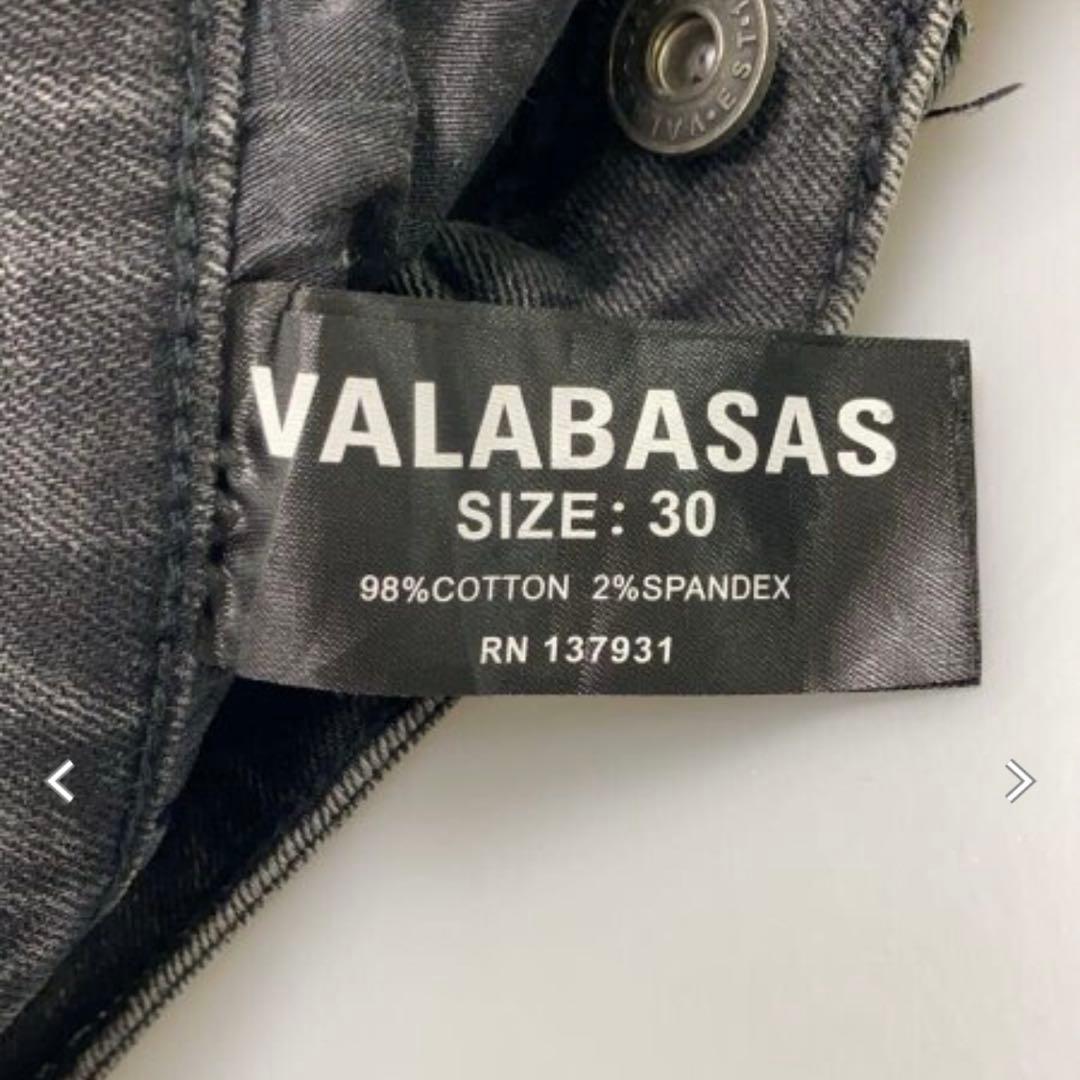 VALABASAS
SIZE: 30
98%COTTON 2%SPANDEX
RN 137931